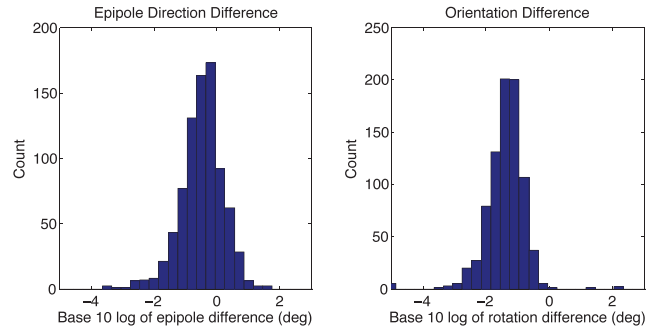 Epipole Direction Difference
200
150
100
50
0
Count
−4 −2 0 2
Base 10 log of epipole difference (deg)
Orientation Difference
250
200
150
100
50
0
Count
−4 −2 0 2
Base 10 log of rotation difference (deg)